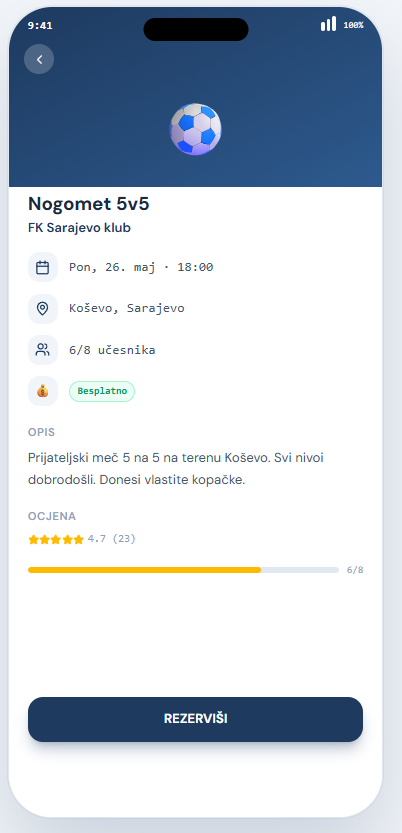 9:41
100%
Nogomet 5v5
FK Sarajevo klub
Pon, 26. maj · 18:00
Koševo, Sarajevo
6/8 učesnika
Besplatno
OPIS
Prijateljski meč 5 na 5 na terenu Koševo. Svi nivoi
dobrodošli. Donesi vlastite kopačke.
OCJENA
4.7 (23)
6/8
REZERVIŠI